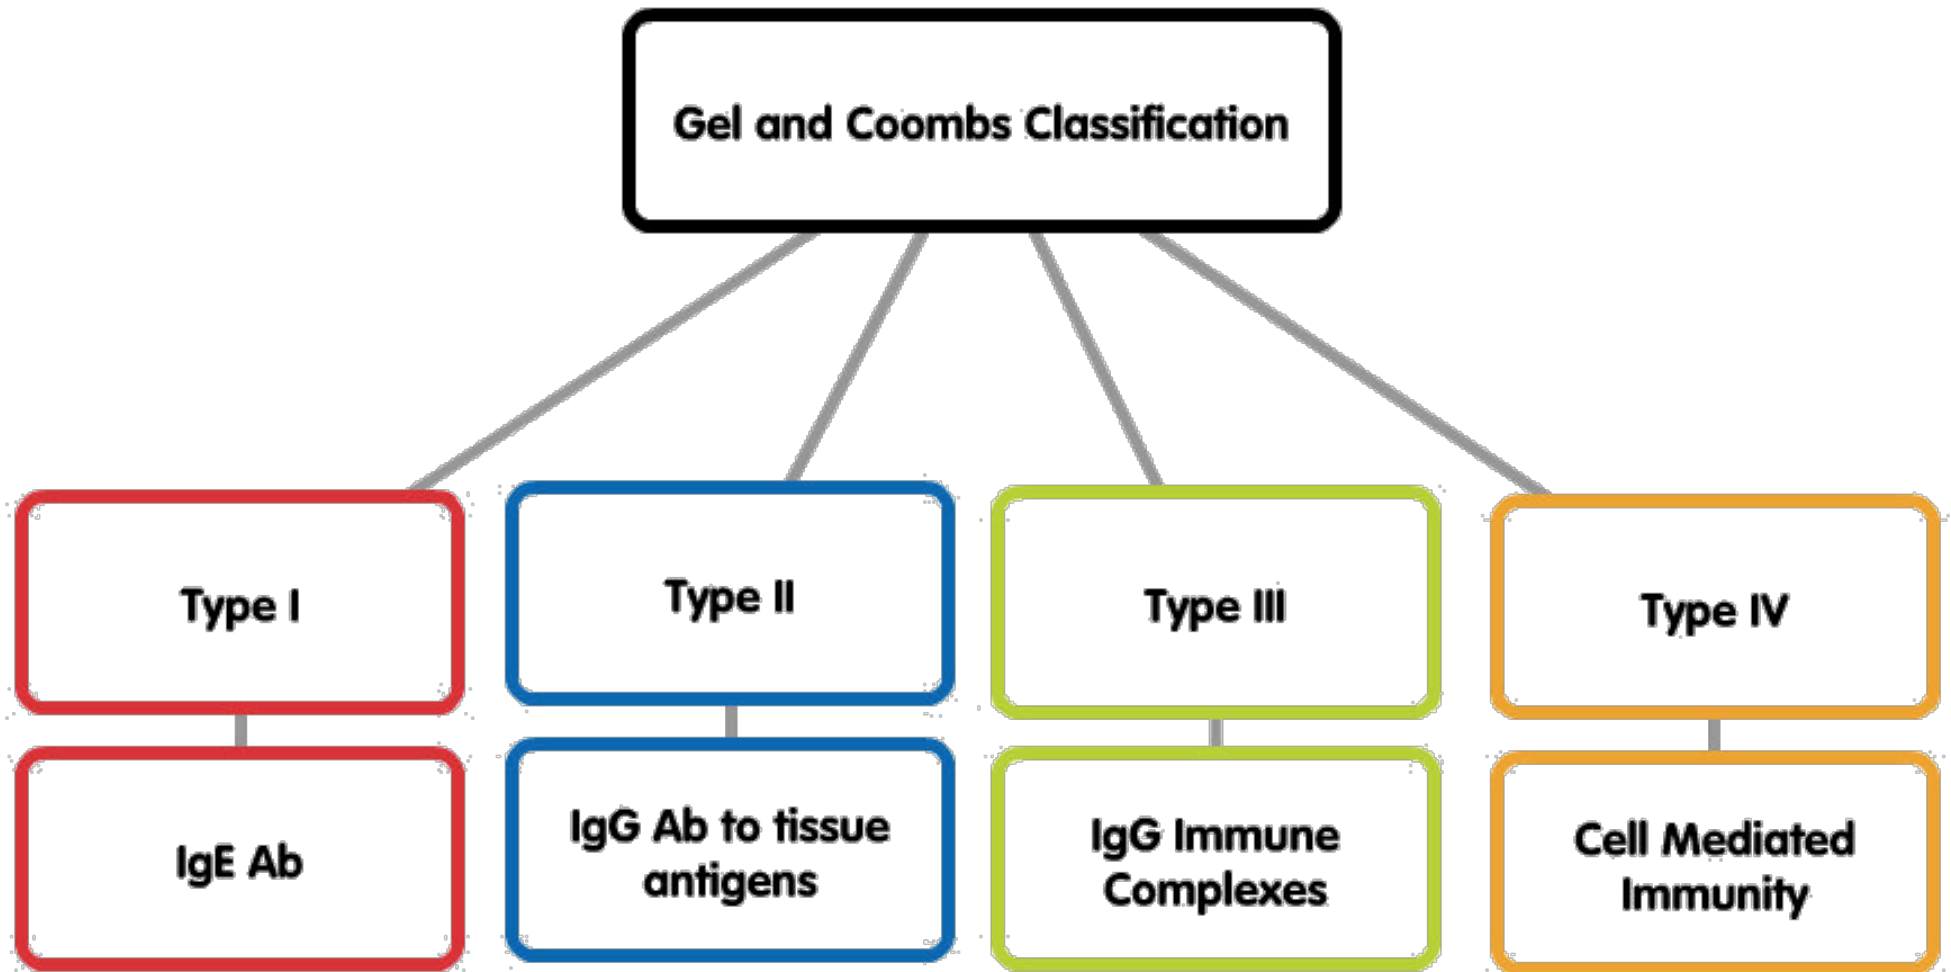 Gel and Coombs Classification
Type I
Type II
Type III
Type IV
IgE Ab
IgG Ab to tissue
antigens
IgG Immune
Complexes
Cell Mediated
Immunity